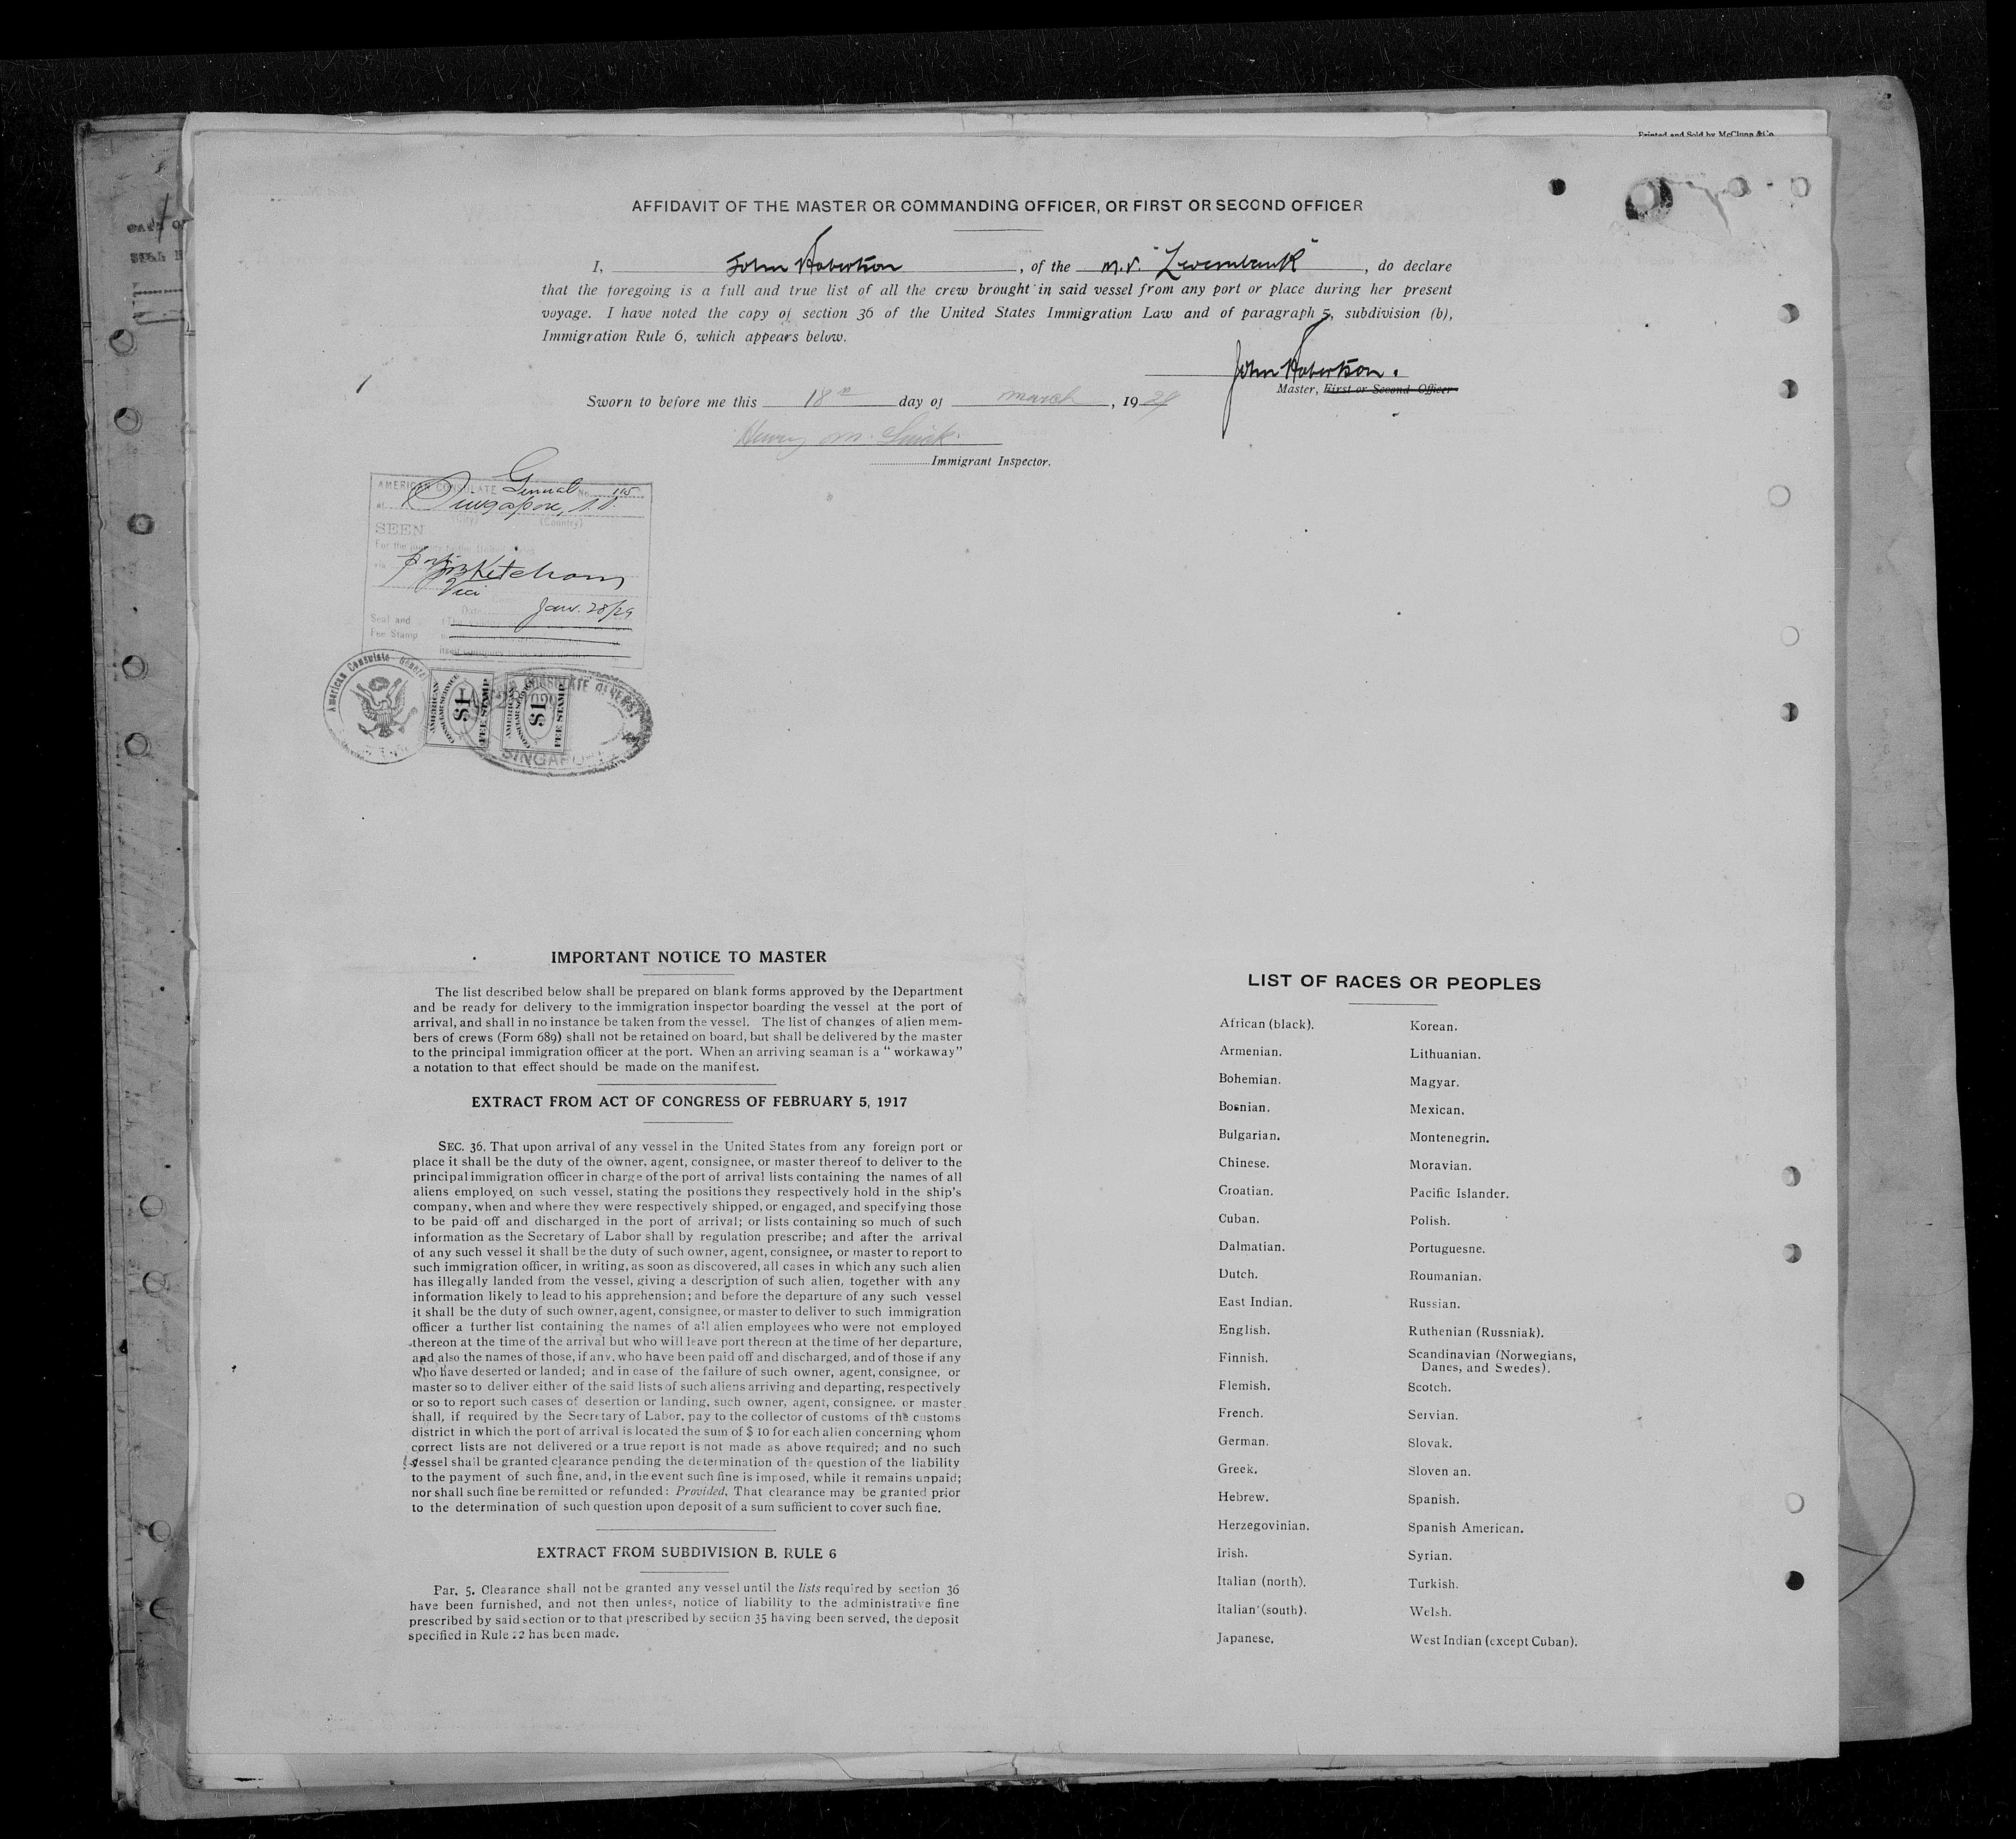 Printed and Sold by McClunn & Co.
AFFIDAVIT OF THE MASTER OR COMMANDING OFFICER, OR FIRST OR SECOND OFFICER
I, John Robertson, of the M.V. "Levernbank", do declare
that the foregoing is a full and true list of all the crew brought in said vessel from any port or place during her present
voyage. I have noted the copy of section 36 of the United States Immigration Law and of paragraph 5, subdivision (b),
Immigration Rule 6, which appears below.
John Robertson.
Master, First or Second Officer
Sworn to before me this 18th day of March, 1929
Henry M.
Immigrant Inspector.
AMERICAN CONSULATE General No. 115
at Singapore, S.S.
(City) (Country)
SEEN
For the
via
Ketcham
Vice
Date Jan. 28/29
Seal and
Fee Stamp
American Consulate General
AMERICAN CONSULAR SERVICE $1 FEE STAMP
AMERICAN CONSULAR SERVICE $1 FEE STAMP
CONSULATE GENERAL
SINGAPORE
IMPORTANT NOTICE TO MASTER
The list described below shall be prepared on blank forms approved by the Department
and be ready for delivery to the immigration inspector boarding the vessel at the port of
arrival, and shall in no instance be taken from the vessel. The list of changes of alien mem-
bers of crews (Form 689) shall not be retained on board, but shall be delivered by the master
to the principal immigration officer at the port. When an arriving seaman is a "workaway"
a notation to that effect should be made on the manifest.
EXTRACT FROM ACT OF CONGRESS OF FEBRUARY 5, 1917
SEC. 36. That upon arrival of any vessel in the United States from any foreign port or
place it shall be the duty of the owner, agent, consignee, or master thereof to deliver to the
principal immigration officer in charge of the port of arrival lists containing the names of all
aliens employed on such vessel, stating the positions they respectively hold in the ship's
company, when and where they were respectively shipped, or engaged, and specifying those
to be paid off and discharged in the port of arrival; or lists containing so much of such
information as the Secretary of Labor shall by regulation prescribe; and after the arrival
of any such vessel it shall be the duty of such owner, agent, consignee, or master to report to
such immigration officer, in writing, as soon as discovered, all cases in which any such alien
has illegally landed from the vessel, giving a description of such alien, together with any
information likely to lead to his apprehension; and before the departure of any such vessel
it shall be the duty of such owner, agent, consignee, or master to deliver to such immigration
officer a further list containing the names of all alien employees who were not employed
thereon at the time of the arrival but who will leave port thereon at the time of her departure,
and also the names of those, if any, who have been paid off and discharged, and of those if any
who have deserted or landed; and in case of the failure of such owner, agent, consignee, or
master so to deliver either of the said lists of such aliens arriving and departing, respectively
or so to report such cases of desertion or landing, such owner, agent, consignee, or master
shall, if required by the Secretary of Labor, pay to the collector of customs of the customs
district in which the port of arrival is located the sum of $ 10 for each alien concerning whom
correct lists are not delivered or a true report is not made as above required; and no such
vessel shall be granted clearance pending the determination of the question of the liability
to the payment of such fine, and, in the event such fine is imposed, while it remains unpaid;
nor shall such fine be remitted or refunded: Provided, That clearance may be granted prior
to the determination of such question upon deposit of a sum sufficient to cover such fine.
EXTRACT FROM SUBDIVISION B. RULE 6
Par. 5. Clearance shall not be granted any vessel until the lists required by section 36
have been furnished, and not then unless, notice of liability to the administrative fine
prescribed by said section or to that prescribed by section 35 having been served, the deposit
specified in Rule 22 has been made.
LIST OF RACES OR PEOPLES
African (black). Korean.
Armenian. Lithuanian.
Bohemian. Magyar.
Bosnian. Mexican.
Bulgarian. Montenegrin.
Chinese. Moravian.
Croatian. Pacific Islander.
Cuban. Polish.
Dalmatian. Portuguesne.
Dutch. Roumanian.
East Indian. Russian.
English. Ruthenian (Russniak).
Finnish. Scandinavian (Norwegians,
Danes, and Swedes).
Flemish. Scotch.
French. Servian.
German. Slovak.
Greek. Sloven an.
Hebrew. Spanish.
Herzegovinian. Spanish American.
Irish. Syrian.
Italian (north). Turkish.
Italian (south). Welsh.
Japanese. West Indian (except Cuban).